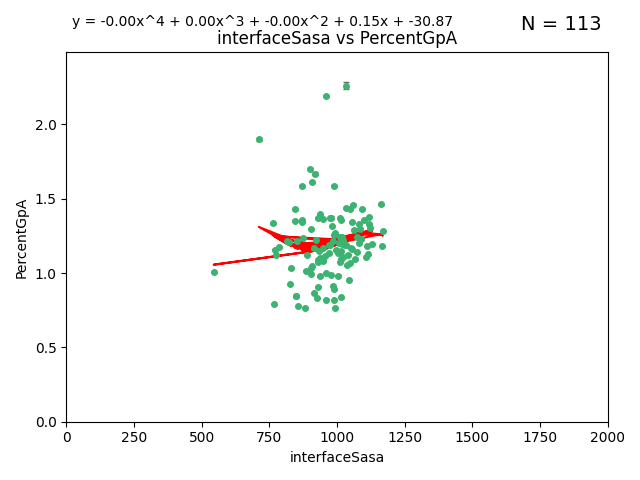 y = -0.00x^4 + 0.00x^3 + -0.00x^2 + 0.15x + -30.87
N = 113
interfaceSasa vs PercentGpA
PercentGpA
2.0
1.5
1.0
0.5
0.0
0 250 500 750 1000 1250 1500 1750 2000
interfaceSasa